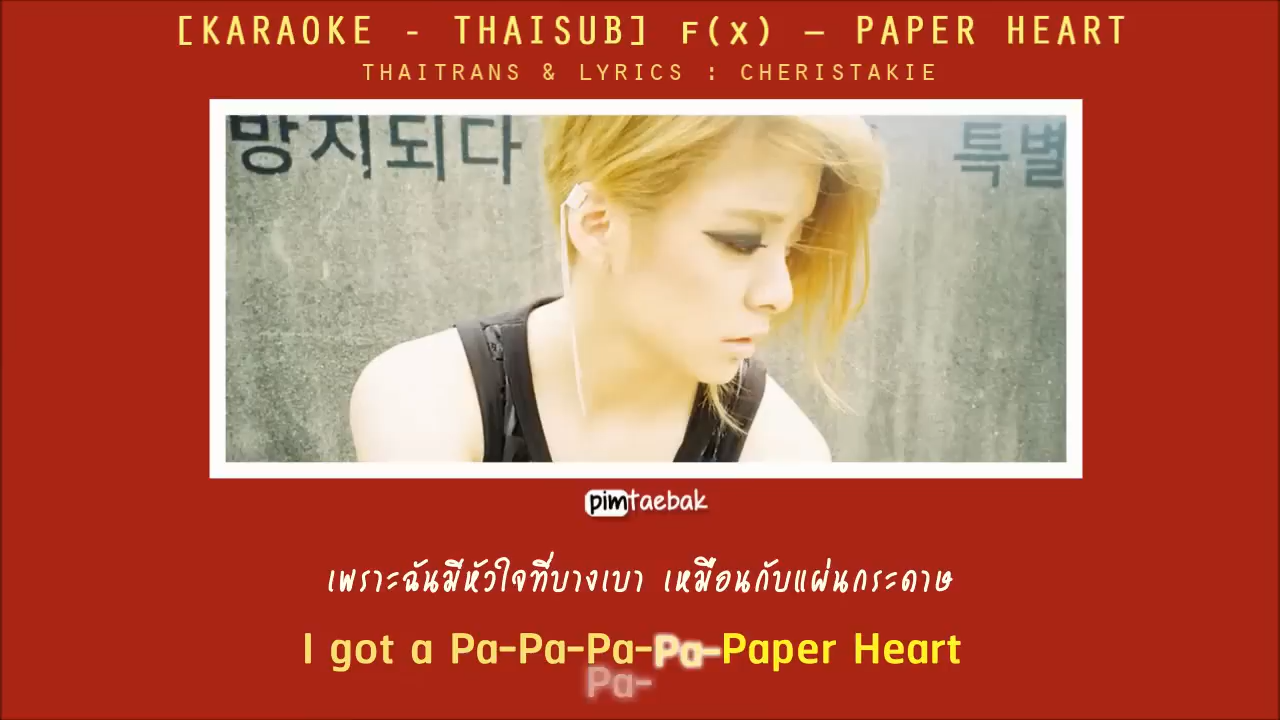 [KARAOKE - THAISUB] F(X) – PAPER HEART
THAITRANS & LYRICS : CHERISTAKIE
망지되다 특별
pimtaebak
เพราะฉันมีหัวใจที่บางเบา เหมือนกับแผ่นกระดาษ
I got a Pa-Pa-Pa-Pa-Paper Heart
Pa-